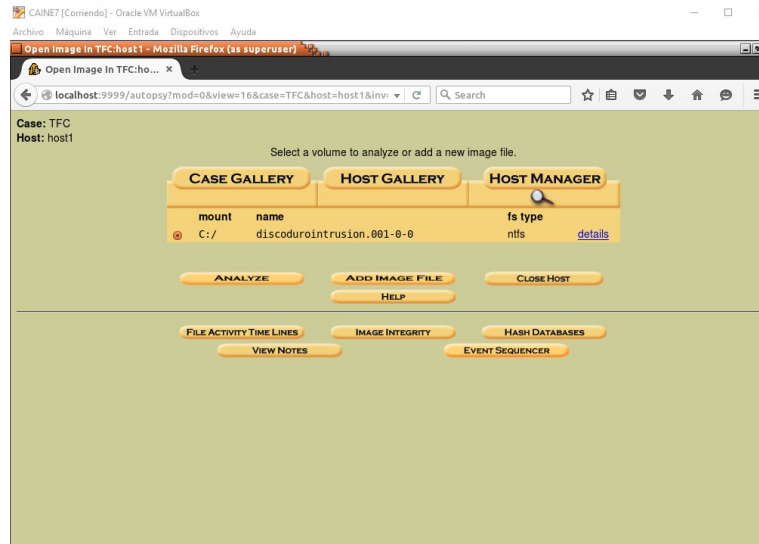 CAINE7 [Corriendo] - Oracle VM VirtualBox
Archivo Máquina Ver Entrada Dispositivos Ayuda
Open Image In TFC:host1 - Mozilla Firefox (as superuser)
Open Image In TFC:ho...
localhost:9999/autopsy?mod=0&view=16&case=TFC&host=host1&inv: Search
Case: TFC
Host: host1
Select a volume to analyze or add a new image file.
CASE GALLERY HOST GALLERY HOST MANAGER
mount name fs type
C:/ discodurointrusion.001-0-0 ntfs details
ANALYZE ADD IMAGE FILE CLOSE HOST
HELP
FILE ACTIVITY TIME LINES IMAGE INTEGRITY HASH DATABASES
VIEW NOTES EVENT SEQUENCER